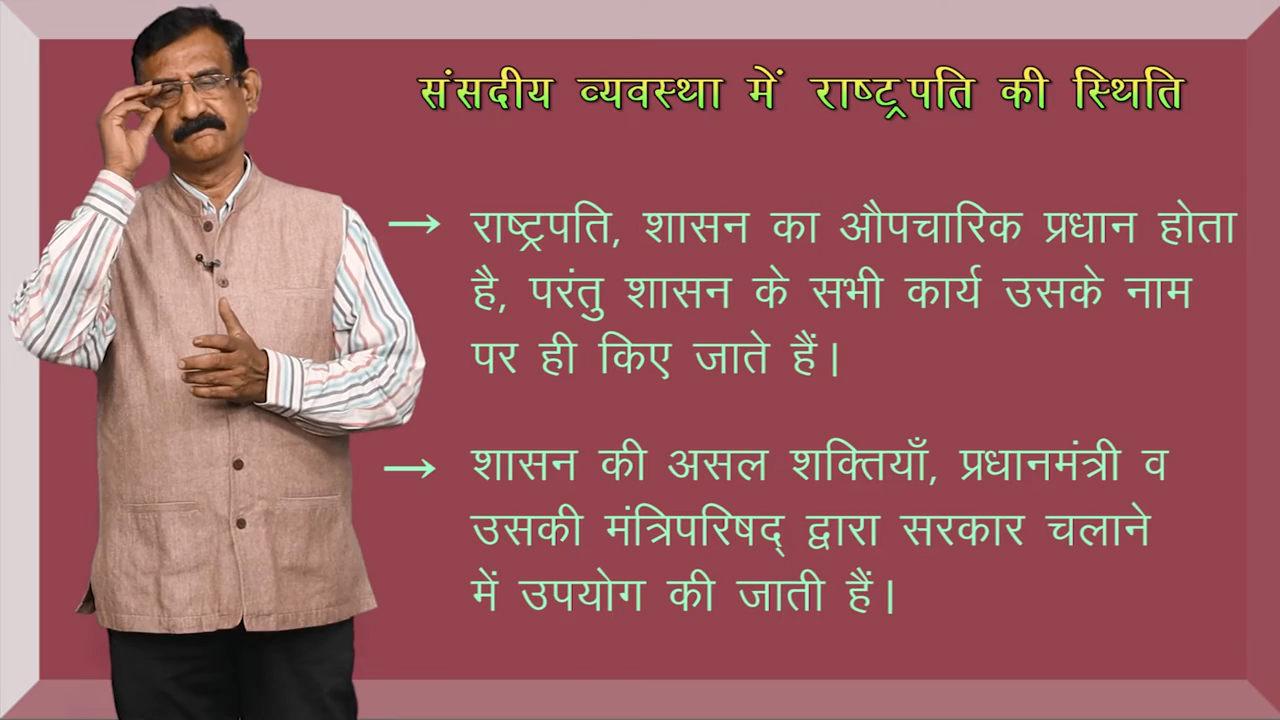 संसदीय व्यवस्था में राष्ट्रपति की स्थिति
→ राष्ट्रपति, शासन का औपचारिक प्रधान होता
है, परंतु शासन के सभी कार्य उसके नाम
पर ही किए जाते हैं।
→ शासन की असल शक्तियाँ, प्रधानमंत्री व
उसकी मंत्रिपरिषद् द्वारा सरकार चलाने
में उपयोग की जाती हैं।